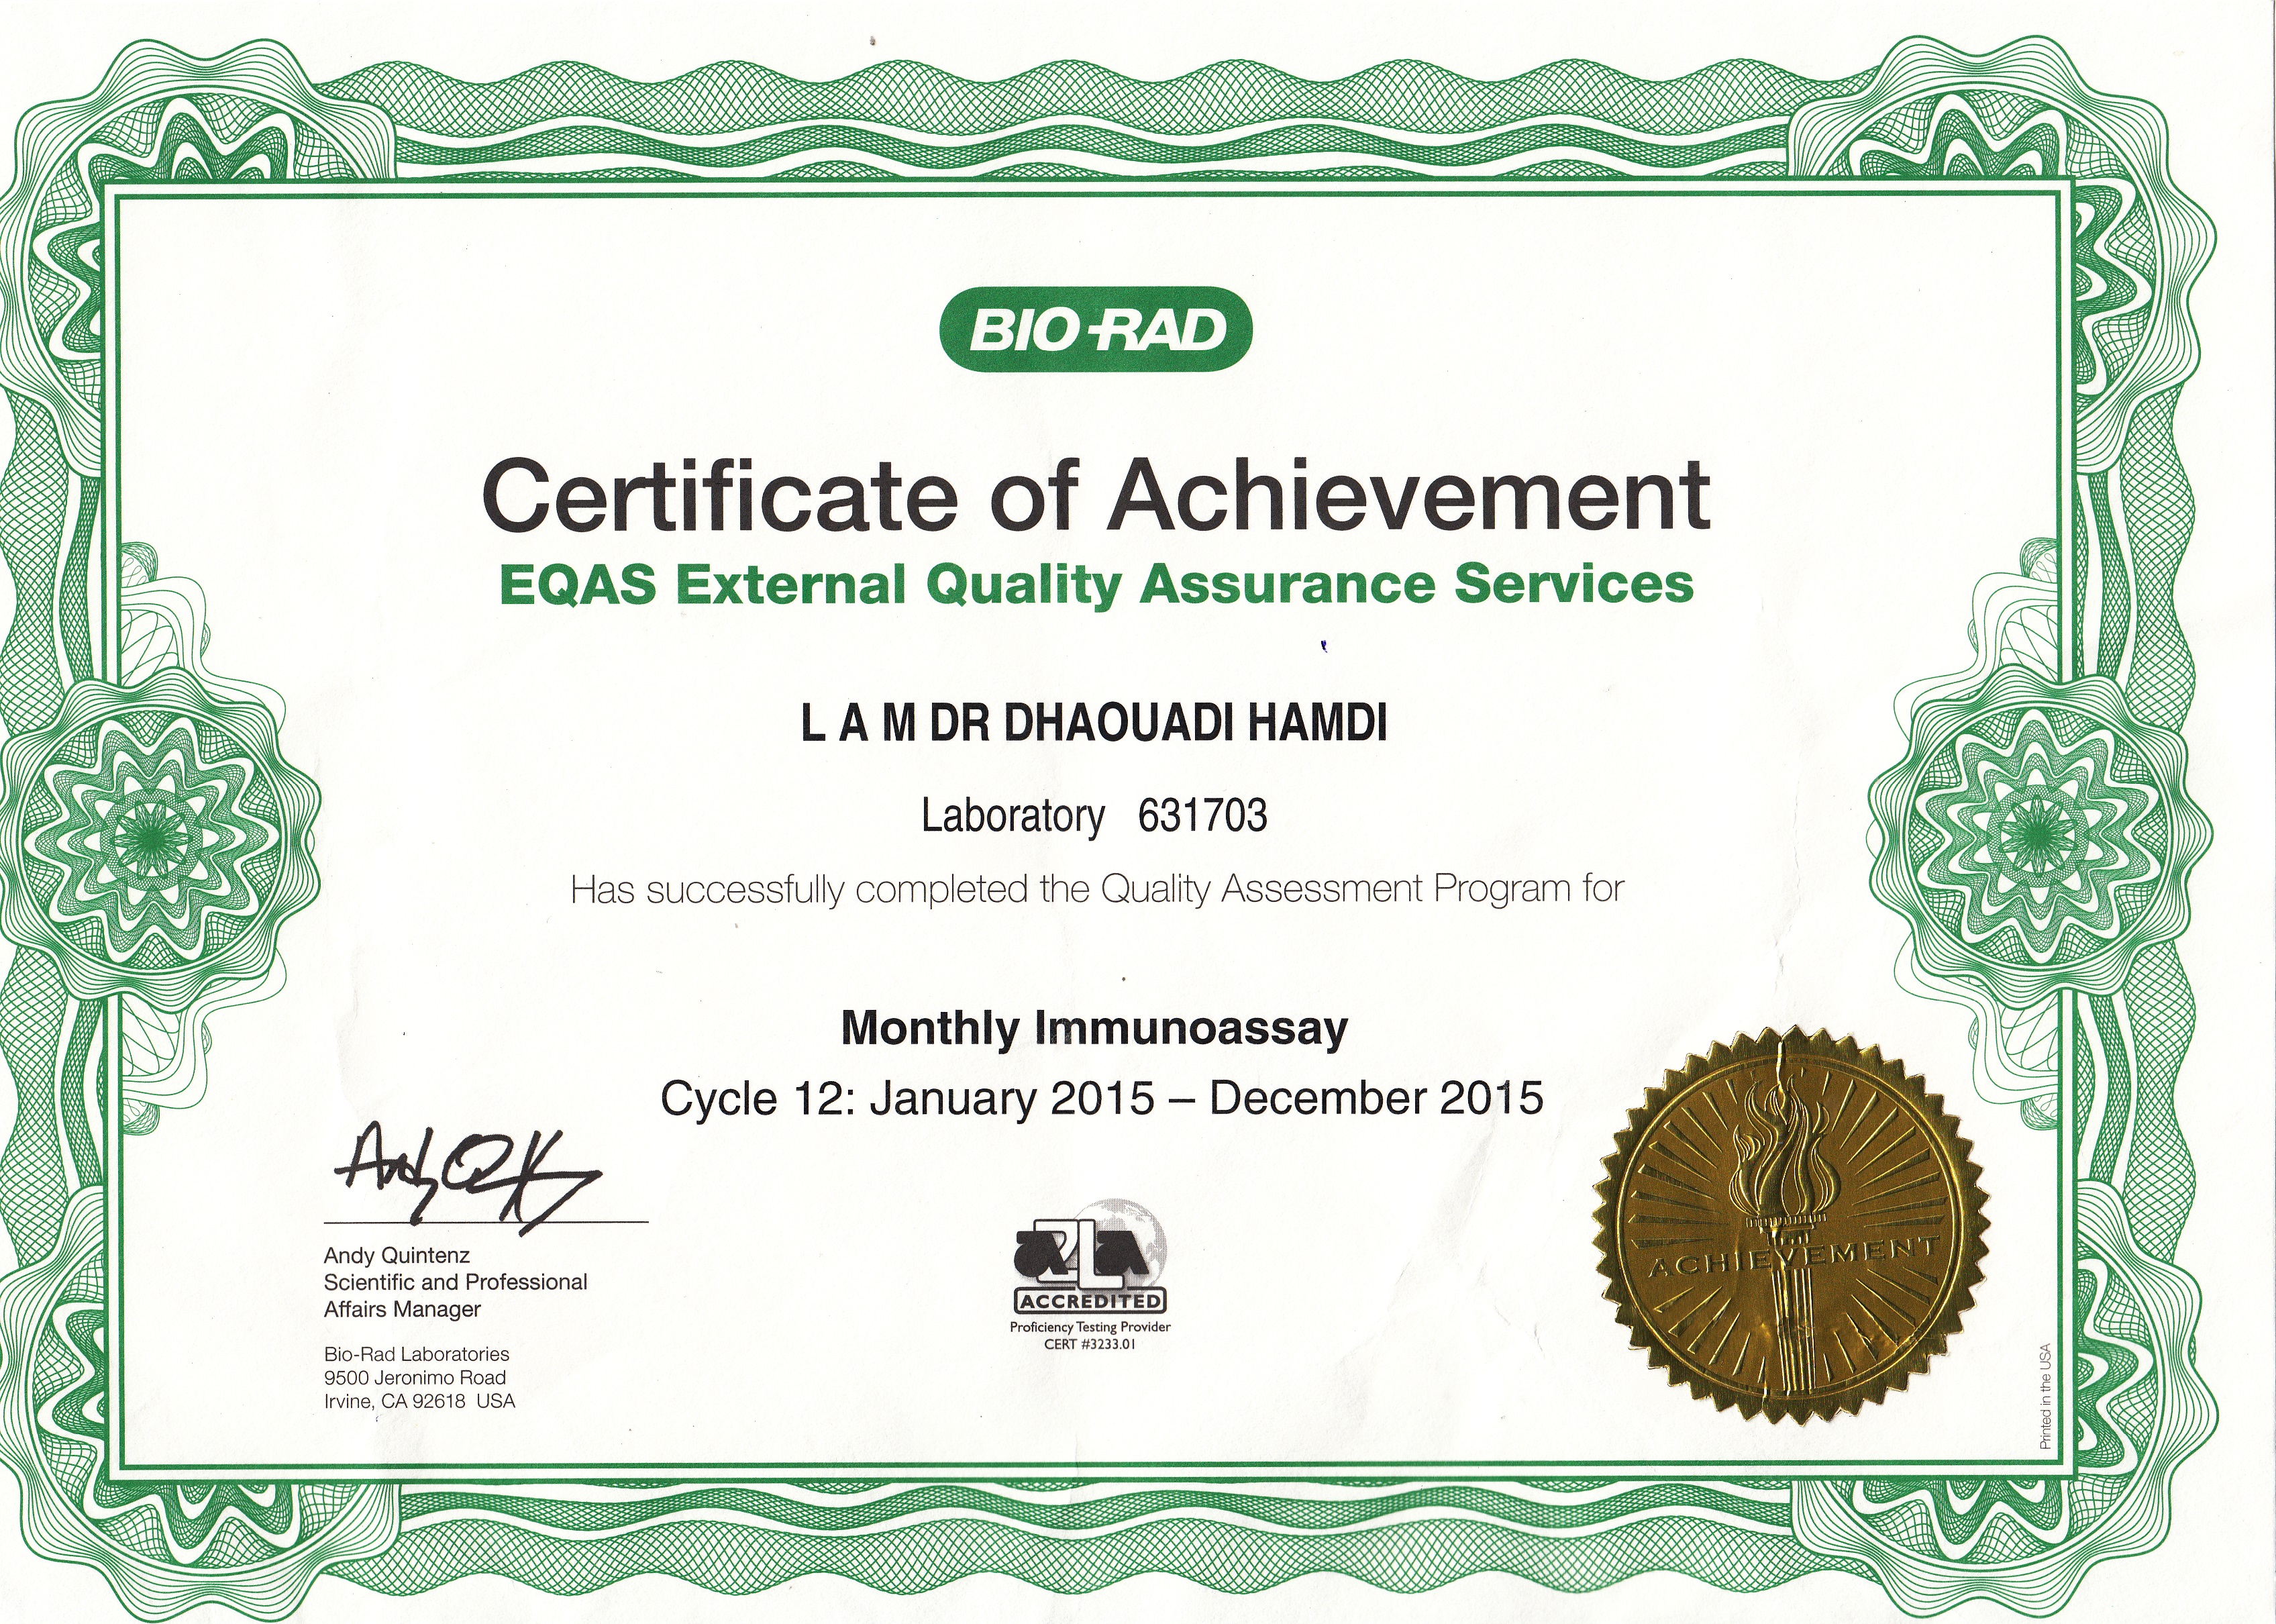 BIO-RAD
Certificate of Achievement
EQAS External Quality Assurance Services
L A M DR DHAOUADI HAMDI
Laboratory 631703
Has successfully completed the Quality Assessment Program for
Monthly Immunoassay
Cycle 12: January 2015 – December 2015
Andy Quintenz
Scientific and Professional
Affairs Manager
Bio-Rad Laboratories
9500 Jeronimo Road
Irvine, CA 92618 USA
A2LA
ACCREDITED
Proficiency Testing Provider
CERT #3233.01
ACHIEVEMENT
Printed in the USA